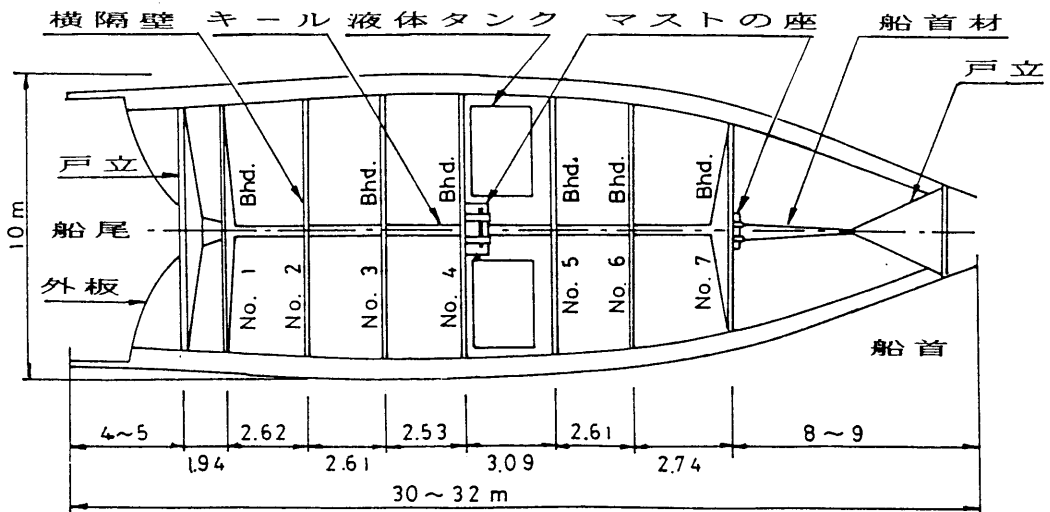 横隔壁 キール 液体タンク マストの座 船首材
戸立
戸立
10m
船尾
外板
船首
No. 1 Bhd.
No. 2
No. 3 Bhd.
No. 4 Bhd.
No. 5 Bhd.
No. 6 Bhd.
No. 7 Bhd.
4~5 2.62 2.53 2.61 8~9
1.94 2.61 3.09 2.74
30~32m